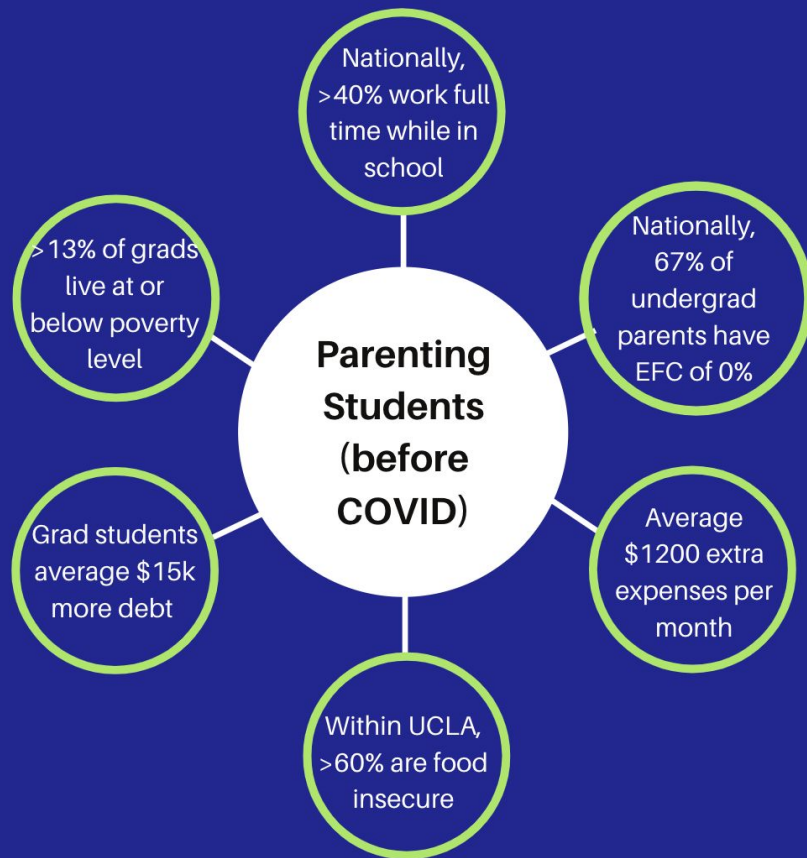 Nationally,
>40% work full
time while in
school
Nationally,
67% of
undergrad
parents have
EFC of 0%
Average
$1200 extra
expenses per
month
Within UCLA,
>60% are food
insecure
Grad students
average $15k
more debt
>13% of grads
live at or
below poverty
level
Parenting
Students
(before
COVID)